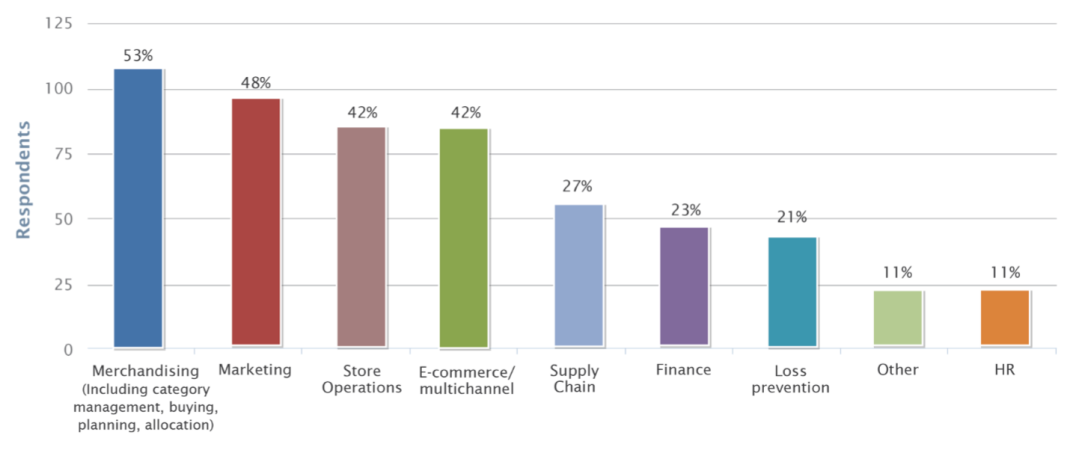 125
100
75
50
25
0
Respondents
53%
48%
42%
42%
27%
23%
21%
11%
11%
Merchandising
(Including category
management, buying,
planning, allocation)
Marketing
Store
Operations
E-commerce/
multichannel
Supply
Chain
Finance
Loss
prevention
Other
HR